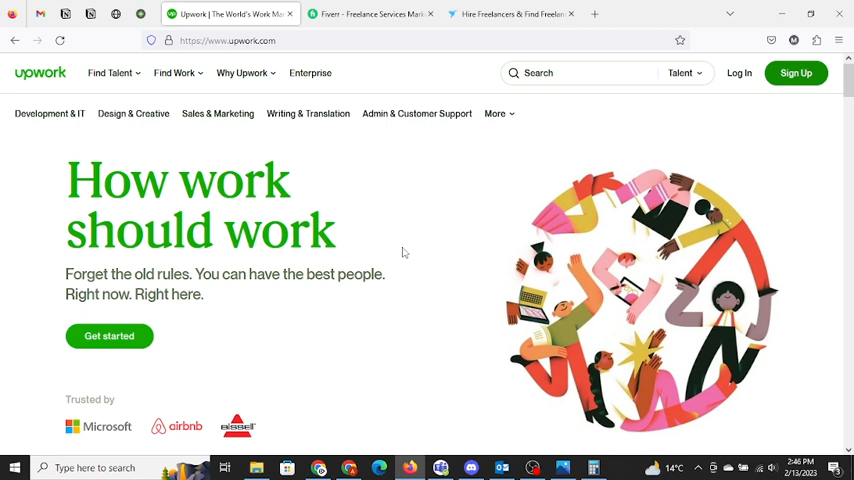 Upwork | The World's Work Ma
Fiverr - Freelance Services Mark
Hire Freelancers & Find Freelan
https://www.upwork.com
upwork
Find Talent
Find Work
Why Upwork
Enterprise
Search
Talent
Log In
Sign Up
Development & IT
Design & Creative
Sales & Marketing
Writing & Translation
Admin & Customer Support
More
How work
should work
Forget the old rules. You can have the best people.
Right now. Right here.
Get started
Trusted by
Microsoft
airbnb
BISSELL
Type here to search
14°C
2:46 PM
2/13/2023